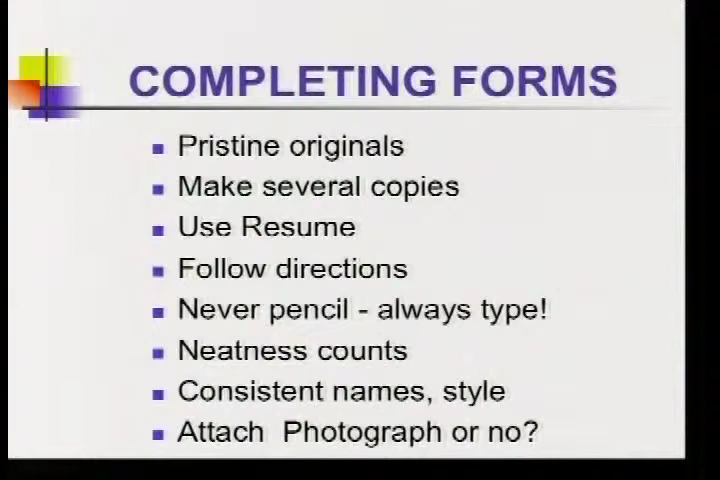 COMPLETING FORMS
Pristine originals
Make several copies
Use Resume
Follow directions
Never pencil - always type!
Neatness counts
Consistent names, style
Attach  Photograph or no?